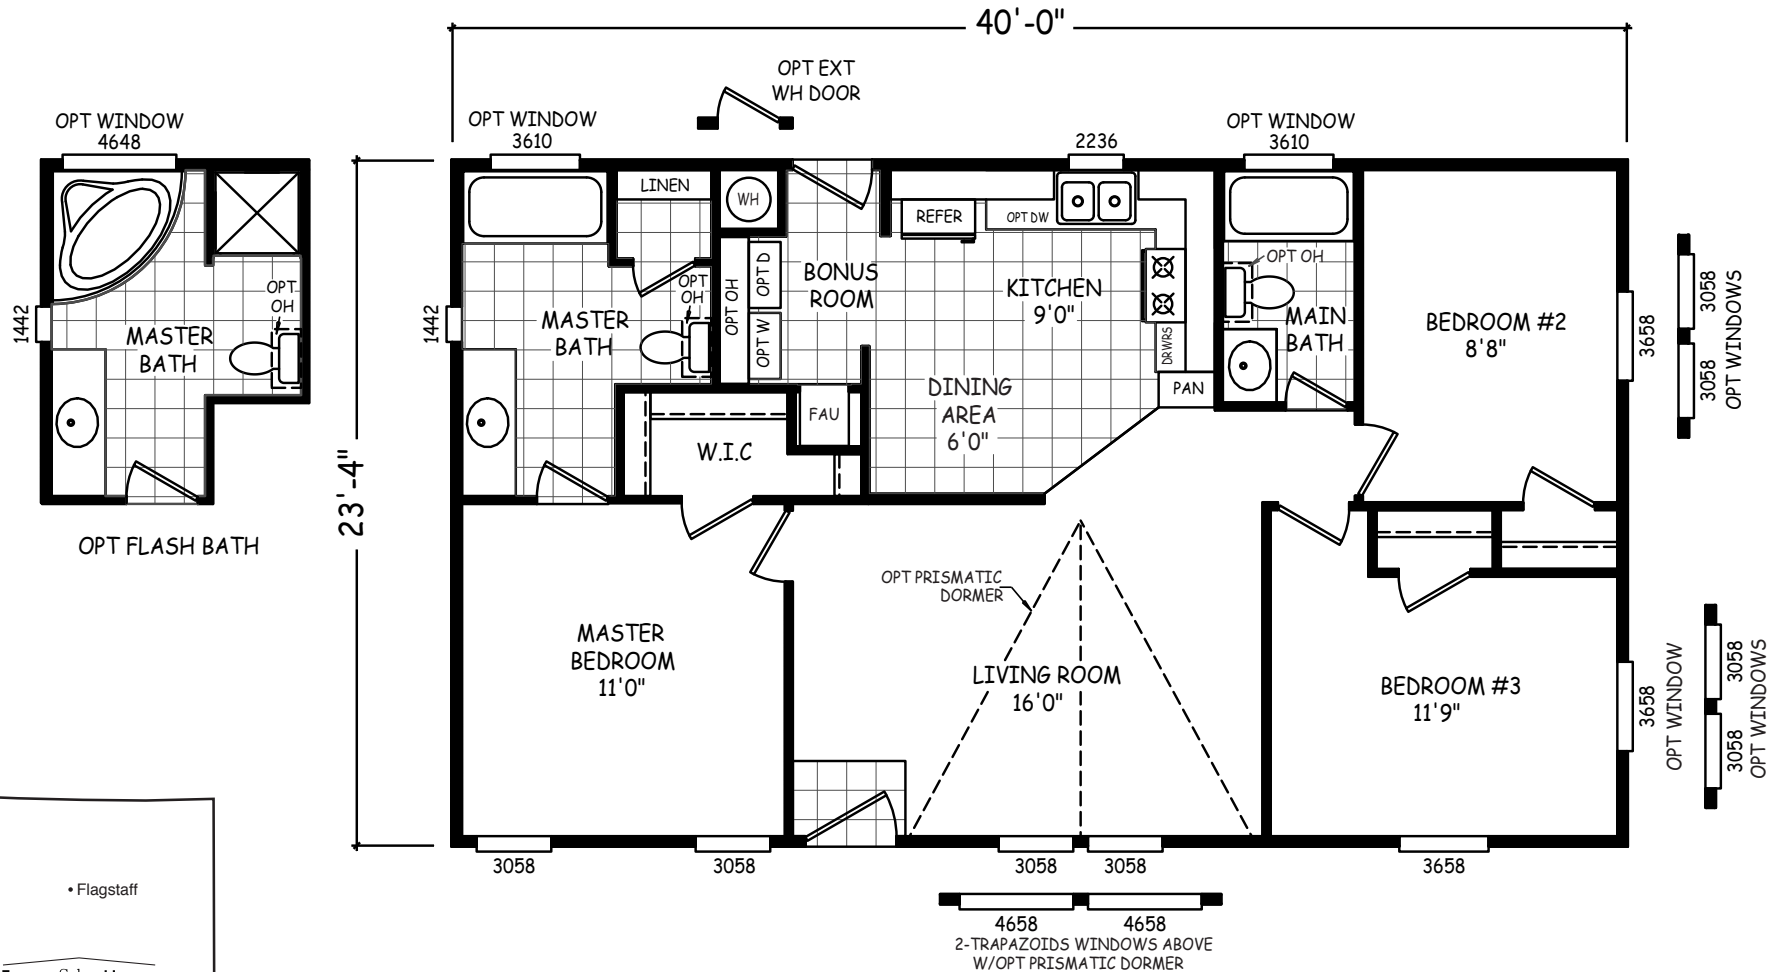 40'-0"
OPT EXT
WH DOOR
OPT WINDOW
4648
OPT WINDOW
3610
2236
OPT WINDOW
3610
LINEN
WH
REFER
OPT DW
OPT OH
OPT D
OPT W
BONUS
ROOM
KITCHEN
9'0"
DRWRS
PAN
OPT OH
MAIN
BATH
BEDROOM #2
8'8"
3658
3058
3058
OPT WINDOWS
1442
OPT
OH
MASTER
BATH
OPT FLASH BATH
1442
OPT
OH
MASTER
BATH
DINING
AREA
6'0"
FAU
W.I.C
23'-4"
OPT PRISMATIC
DORMER
MASTER
BEDROOM
11'0"
LIVING ROOM
16'0"
BEDROOM #3
11'9"
3658
OPT WINDOW
3058
3058
OPT WINDOWS
3058
3058
3058
3058
3658
4658
4658
2-TRAPAZOIDS WINDOWS ABOVE
W/OPT PRISMATIC DORMER
• Flagstaff